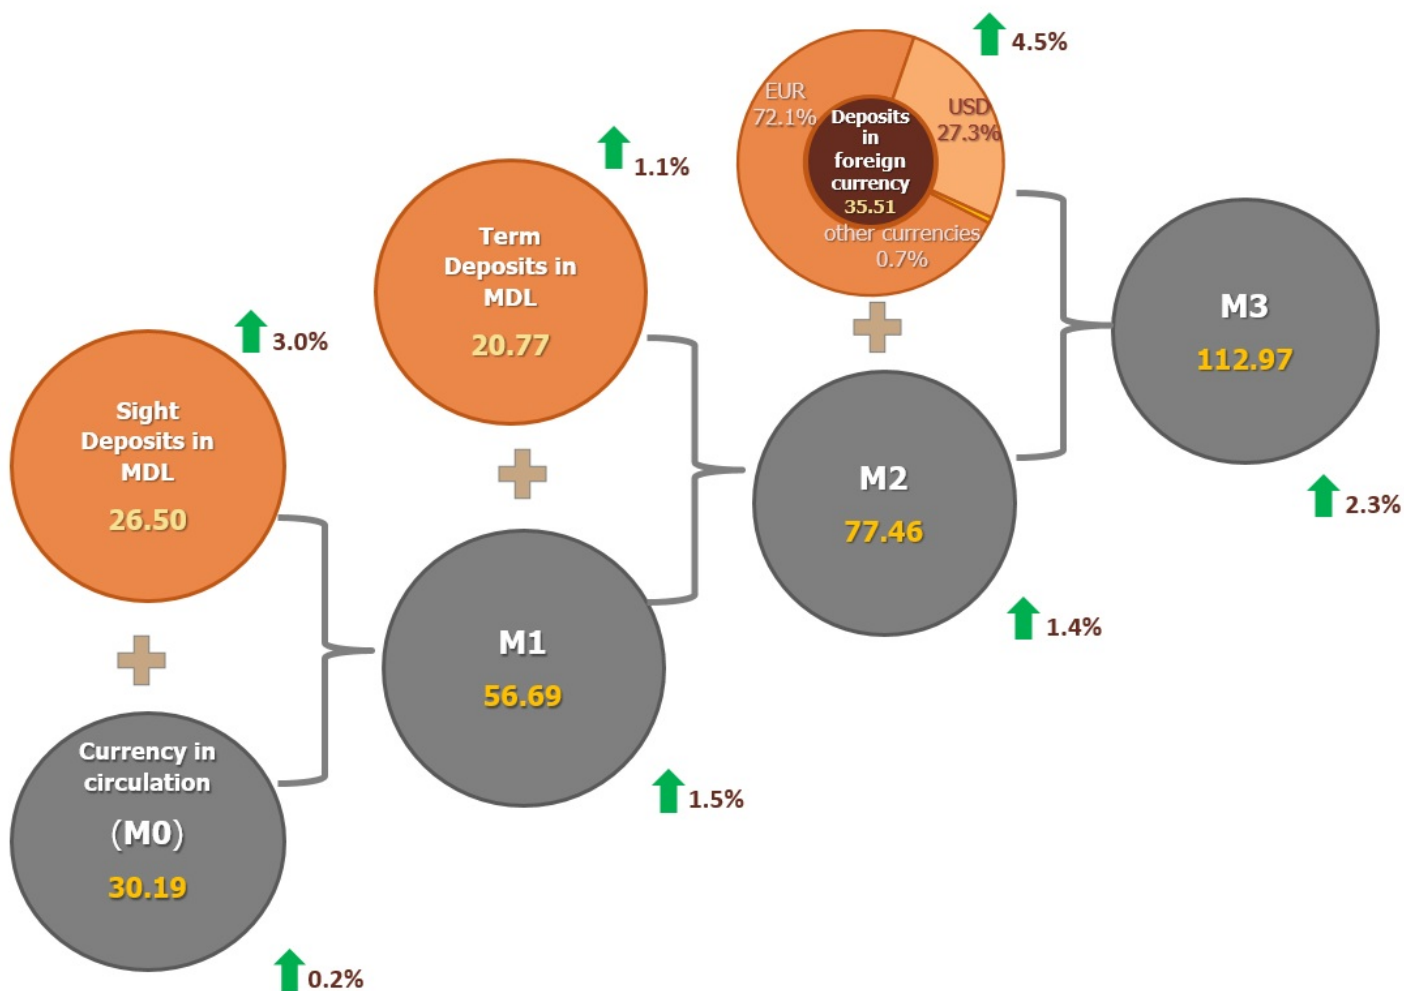 Sight
Deposits in
MDL
26.50
3.0%
Currency in
circulation
(M0)
30.19
0.2%
Term
Deposits in
MDL
20.77
1.1%
M1
56.69
1.5%
EUR
72.1%
USD
27.3%
Deposits
in
foreign
currency
35.51
other currencies
0.7%
4.5%
M2
77.46
1.4%
M3
112.97
2.3%